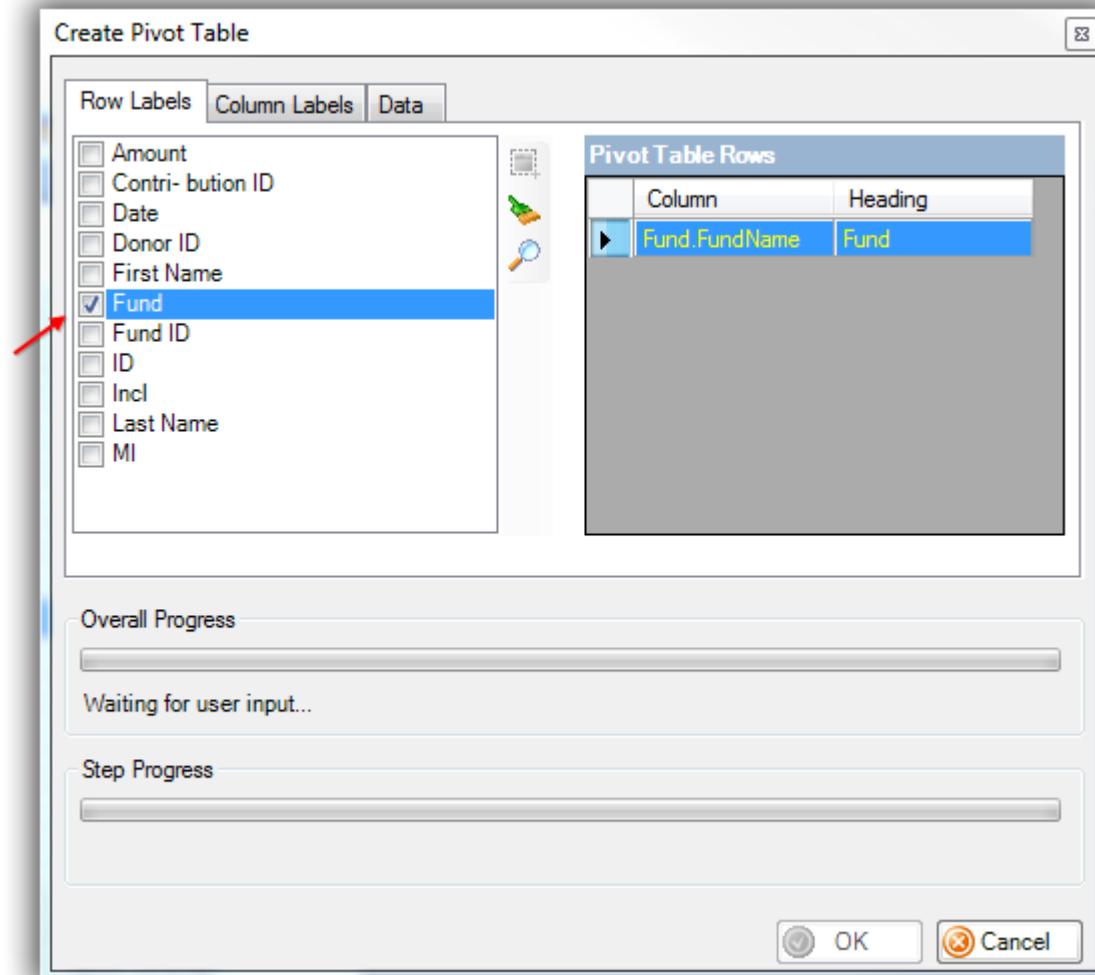 Create Pivot Table
Row Labels Column Labels Data
Amount
Contri- bution ID
Date
Donor ID
First Name
Fund
Fund ID
ID
Incl
Last Name
MI
Pivot Table Rows
Column Heading
Fund.FundName Fund
Overall Progress
Waiting for user input...
Step Progress
OK Cancel